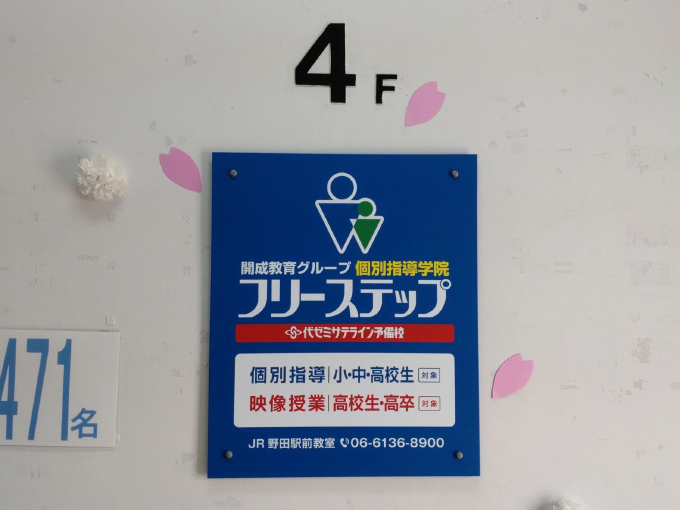 4F
開成教育グループ 個別指導学院
フリーステップ
代ゼミサテライン予備校
個別指導|小・中・高校生 対象
映像授業|高校生・高卒 対象
JR 野田駅前教室 06-6136-8900
471名